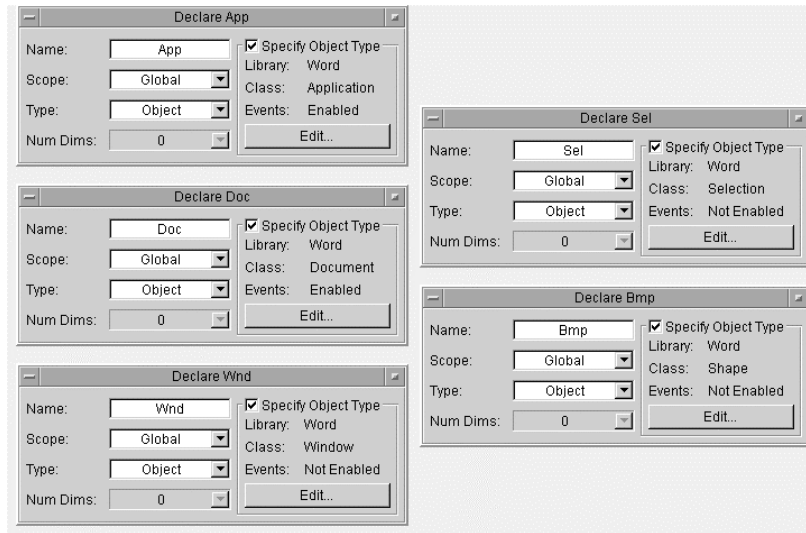 Declare App
Name: App
Scope: Global
Type: Object
Num Dims: 0
Specify Object Type
Library: Word
Class: Application
Events: Enabled
Edit...
Declare Doc
Name: Doc
Scope: Global
Type: Object
Num Dims: 0
Specify Object Type
Library: Word
Class: Document
Events: Enabled
Edit...
Declare Wnd
Name: Wnd
Scope: Global
Type: Object
Num Dims: 0
Specify Object Type
Library: Word
Class: Window
Events: Not Enabled
Edit...
Declare Sel
Name: Sel
Scope: Global
Type: Object
Num Dims: 0
Specify Object Type
Library: Word
Class: Selection
Events: Not Enabled
Edit...
Declare Bmp
Name: Bmp
Scope: Global
Type: Object
Num Dims: 0
Specify Object Type
Library: Word
Class: Shape
Events: Not Enabled
Edit...